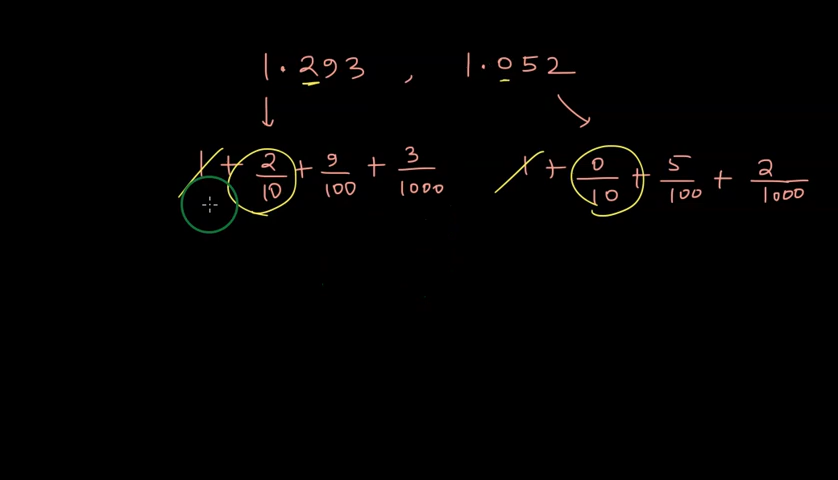 1.293 , 1.052
1 + 2/10 + 9/100 + 3/1000 1 + 0/10 + 5/100 + 2/1000